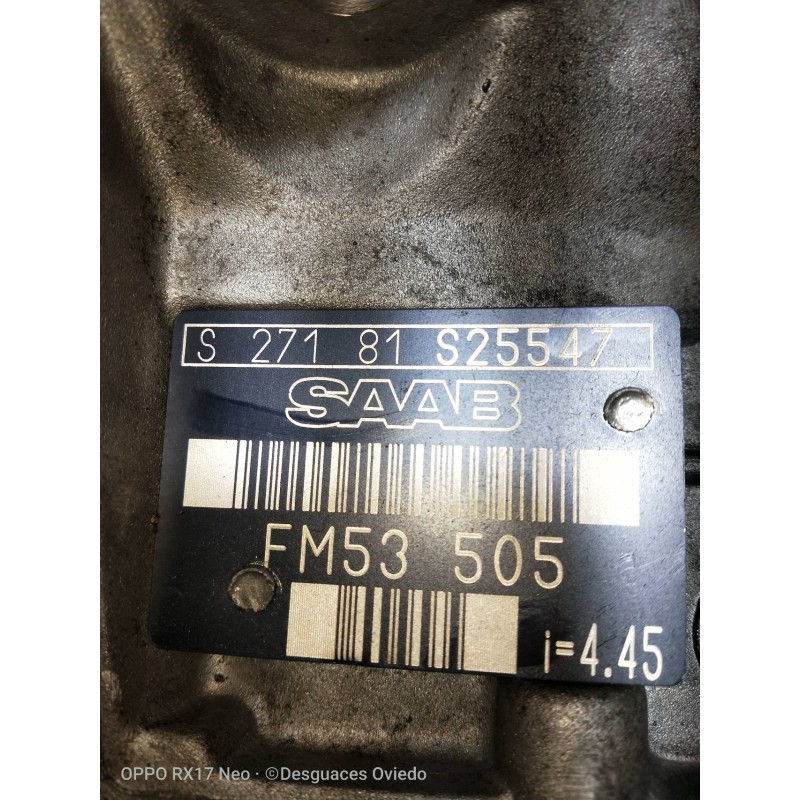 S 271 81 S25547
SAAB
FM53 505
i=4.45
OPPO RX17 Neo · ©Desguaces Oviedo